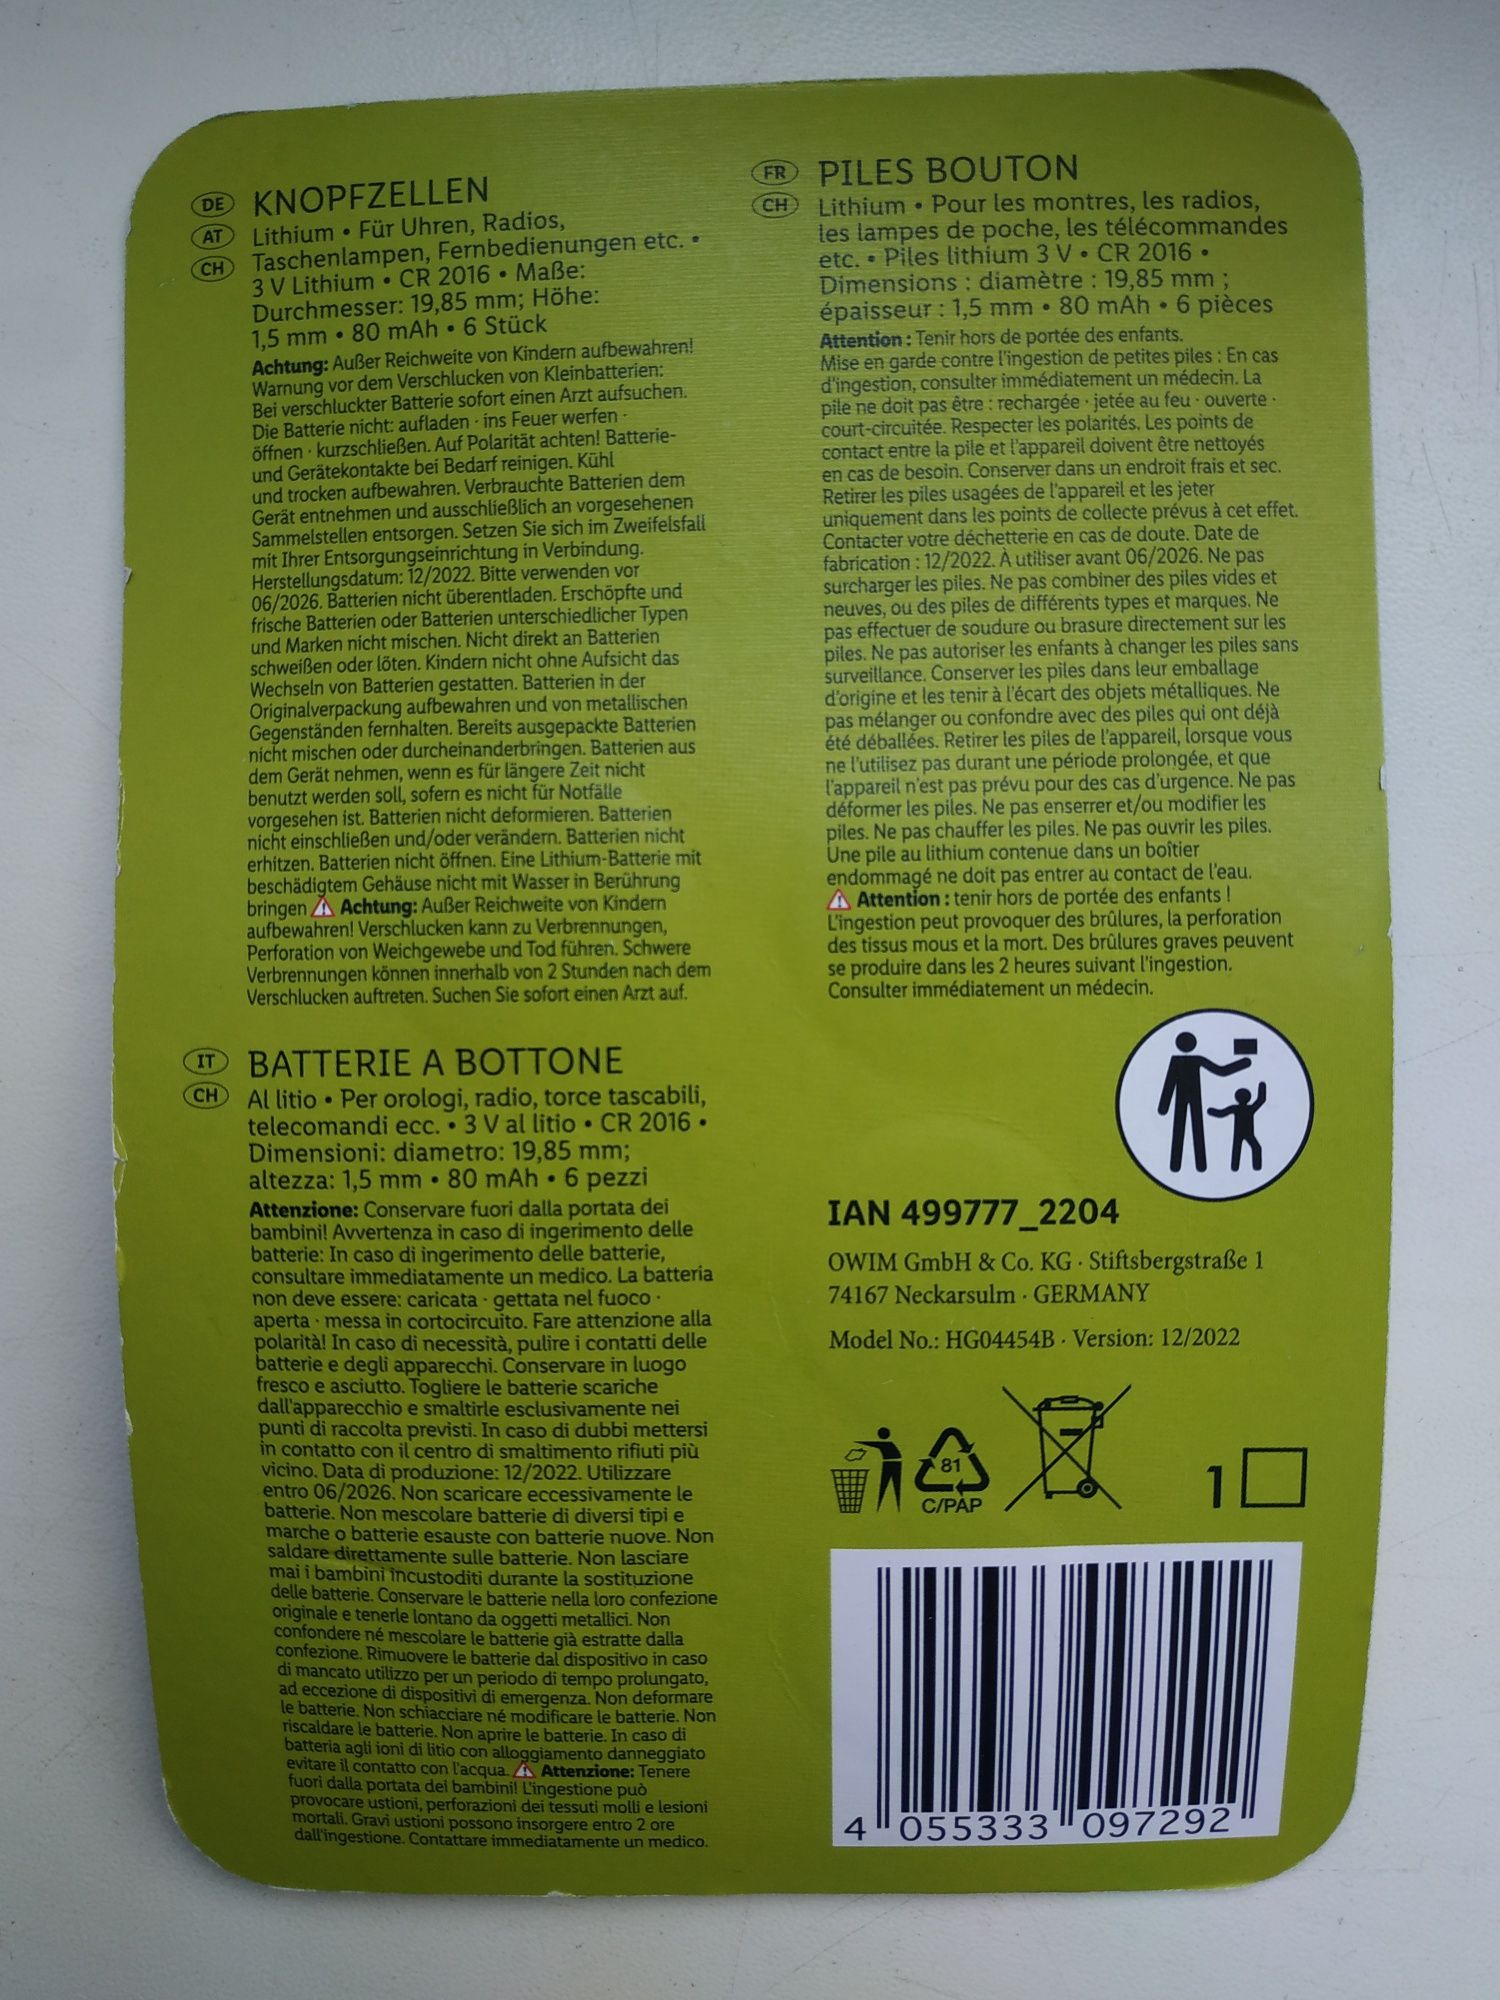 DE
AT
CH
KNOPFZELLEN
Lithium • Für Uhren, Radios,
Taschenlampen, Fernbedienungen etc. •
3 V Lithium • CR 2016 • Maße:
Durchmesser: 19,85 mm; Höhe:
1,5 mm • 80 mAh • 6 Stück
Achtung: Außer Reichweite von Kindern aufbewahren!
Warnung vor dem Verschlucken von Kleinbatterien:
Bei verschluckter Batterie sofort einen Arzt aufsuchen.
Die Batterie nicht: aufladen · ins Feuer werfen ·
öffnen · kurzschließen. Auf Polarität achten! Batterie-
und Gerätekontakte bei Bedarf reinigen. Kühl
und trocken aufbewahren. Verbrauchte Batterien dem
Gerät entnehmen und ausschließlich an vorgesehenen
Sammelstellen entsorgen. Setzen Sie sich im Zweifelsfall
mit Ihrer Entsorgungseinrichtung in Verbindung.
Herstellungsdatum: 12/2022. Bitte verwenden vor
06/2026. Batterien nicht überentladen. Erschöpfte und
frische Batterien oder Batterien unterschiedlicher Typen
und Marken nicht mischen. Nicht direkt an Batterien
schweißen oder löten. Kindern nicht ohne Aufsicht das
Wechseln von Batterien gestatten. Batterien in der
Originalverpackung aufbewahren und von metallischen
Gegenständen fernhalten. Bereits ausgepackte Batterien
nicht mischen oder durcheinanderbringen. Batterien aus
dem Gerät nehmen, wenn es für längere Zeit nicht
benutzt werden soll, sofern es nicht für Notfälle
vorgesehen ist. Batterien nicht deformieren. Batterien
nicht einschließen und/oder verändern. Batterien nicht
erhitzen. Batterien nicht öffnen. Eine Lithium-Batterie mit
beschädigtem Gehäuse nicht mit Wasser in Berührung
bringen Achtung: Außer Reichweite von Kindern
aufbewahren! Verschlucken kann zu Verbrennungen,
Perforation von Weichgewebe und Tod führen. Schwere
Verbrennungen können innerhalb von 2 Stunden nach dem
Verschlucken auftreten. Suchen Sie sofort einen Arzt auf.
IT
CH
BATTERIE A BOTTONE
Al litio • Per orologi, radio, torce tascabili,
telecomandi ecc. • 3 V al litio • CR 2016 •
Dimensioni: diametro: 19,85 mm;
altezza: 1,5 mm • 80 mAh • 6 pezzi
Attenzione: Conservare fuori dalla portata dei
bambini! Avvertenza in caso di ingerimento delle
batterie: In caso di ingerimento delle batterie,
consultare immediatamente un medico. La batteria
non deve essere: caricata · gettata nel fuoco ·
aperta · messa in cortocircuito. Fare attenzione alla
polarità! In caso di necessità, pulire i contatti delle
batterie e degli apparecchi. Conservare in luogo
fresco e asciutto. Togliere le batterie scariche
dall'apparecchio e smaltirle esclusivamente nei
punti di raccolta previsti. In caso di dubbi mettersi
in contatto con il centro di smaltimento rifiuti più
vicino. Data di produzione: 12/2022. Utilizzare
entro 06/2026. Non scaricare eccessivamente le
batterie. Non mescolare batterie di diversi tipi e
marche o batterie esauste con batterie nuove. Non
saldare direttamente sulle batterie. Non lasciare
mai i bambini incustoditi durante la sostituzione
delle batterie. Conservare le batterie nella loro confezione
originale e tenerle lontano da oggetti metallici. Non
confondere né mescolare le batterie già estratte dalla
confezione. Rimuovere le batterie dal dispositivo in caso
di mancato utilizzo per un periodo di tempo prolungato,
ad eccezione di dispositivi di emergenza. Non deformare
le batterie. Non schiacciare né modificare le batterie. Non
riscaldare le batterie. Non aprire le batterie. In caso di
batteria agli ioni di litio con alloggiamento danneggiato
evitare il contatto con l'acqua. Attenzione: Tenere
fuori dalla portata dei bambini! L'ingestione può
provocare ustioni, perforazioni dei tessuti molli e lesioni
mortali. Gravi ustioni possono insorgere entro 2 ore
dall'ingestione. Contattare immediatamente un medico.
FR
CH
PILES BOUTON
Lithium • Pour les montres, les radios,
les lampes de poche, les télécommandes
etc. • Piles lithium 3 V • CR 2016 •
Dimensions : diamètre : 19,85 mm ;
épaisseur : 1,5 mm • 80 mAh • 6 pièces
Attention : Tenir hors de portée des enfants.
Mise en garde contre l'ingestion de petites piles : En cas
d'ingestion, consulter immédiatement un médecin. La
pile ne doit pas être : rechargée · jetée au feu · ouverte ·
court-circuitée. Respecter les polarités. Les points de
contact entre la pile et l'appareil doivent être nettoyés
en cas de besoin. Conserver dans un endroit frais et sec.
Retirer les piles usagées de l'appareil et les jeter
uniquement dans les points de collecte prévus à cet effet.
Contacter votre déchetterie en cas de doute. Date de
fabrication : 12/2022. À utiliser avant 06/2026. Ne pas
surcharger les piles. Ne pas combiner des piles vides et
neuves, ou des piles de différents types et marques. Ne
pas effectuer de soudure ou brasure directement sur les
piles. Ne pas autoriser les enfants à changer les piles sans
surveillance. Conserver les piles dans leur emballage
d'origine et les tenir à l'écart des objets métalliques. Ne
pas mélanger ou confondre avec des piles qui ont déjà
été déballées. Retirer les piles de l'appareil, lorsque vous
ne l'utilisez pas durant une période prolongée, et que
l'appareil n'est pas prévu pour des cas d'urgence. Ne pas
déformer les piles. Ne pas enserrer et/ou modifier les
piles. Ne pas chauffer les piles. Ne pas ouvrir les piles.
Une pile au lithium contenue dans un boîtier
endommagé ne doit pas entrer au contact de l'eau.
Attention : tenir hors de portée des enfants !
L'ingestion peut provoquer des brûlures, la perforation
des tissus mous et la mort. Des brûlures graves peuvent
se produire dans les 2 heures suivant l'ingestion.
Consulter immédiatement un médecin.
IAN 499777_2204
OWIM GmbH & Co. KG · Stiftsbergstraße 1
74167 Neckarsulm · GERMANY
Model No.: HG04454B · Version: 12/2022
81
C/PAP
1
4 055333 097292